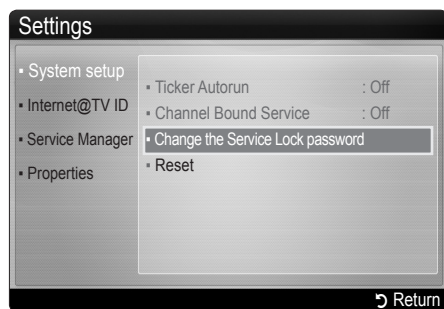 Settings
▪ System setup
▪ Internet@TV ID
▪ Service Manager
▪ Properties
▪ Ticker Autorun : Off
▪ Channel Bound Service : Off
▪ Change the Service Lock password
▪ Reset
Return